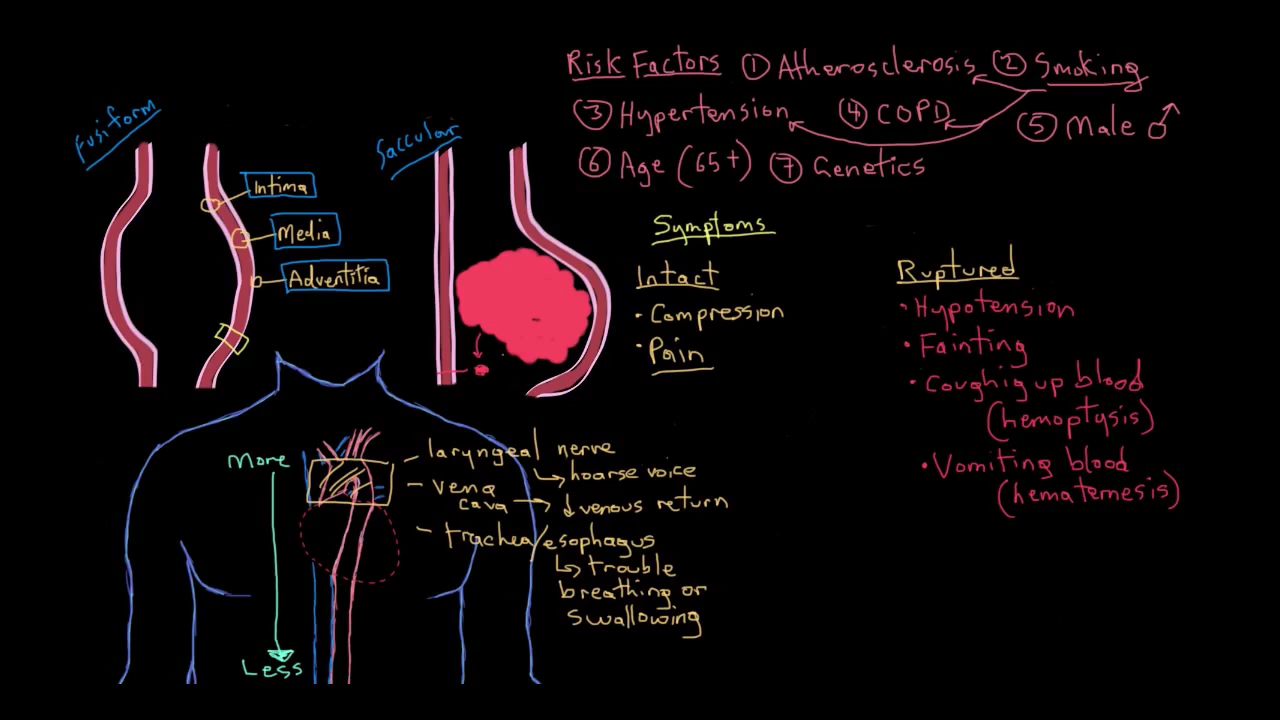 Risk Factors ① Atherosclerosis ② Smoking
③ Hypertension ④ COPD ⑤ Male ♂
⑥ Age (65+) ⑦ Genetics
Fusiform
Saccular
Intima
Media
Adventitia
Symptoms
Intact
• Compression
• Pain
Ruptured
• Hypotension
• Fainting
• Coughig up blood
(hemoptysis)
• Vomiting blood
(hematemesis)
More
Less
- laryngeal nerve
↳ hoarse voice
- vena
cava → ↓ venous return
- trachea/esophagus
↳ trouble
breathing or
swallowing